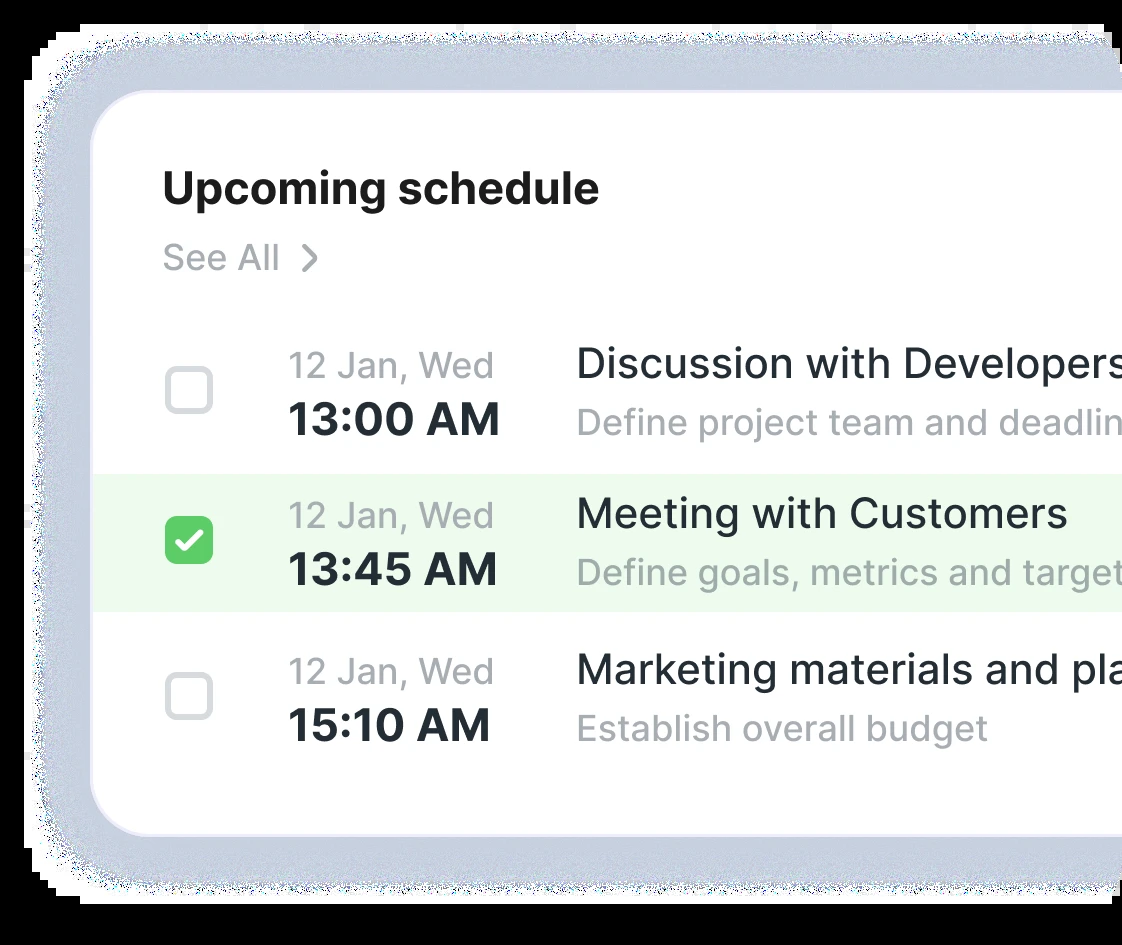 Upcoming schedule
See All
12 Jan, Wed
13:00 AM
Discussion with Developers
Define project team and deadlin
12 Jan, Wed
13:45 AM
Meeting with Customers
Define goals, metrics and target
12 Jan, Wed
15:10 AM
Marketing materials and pla
Establish overall budget